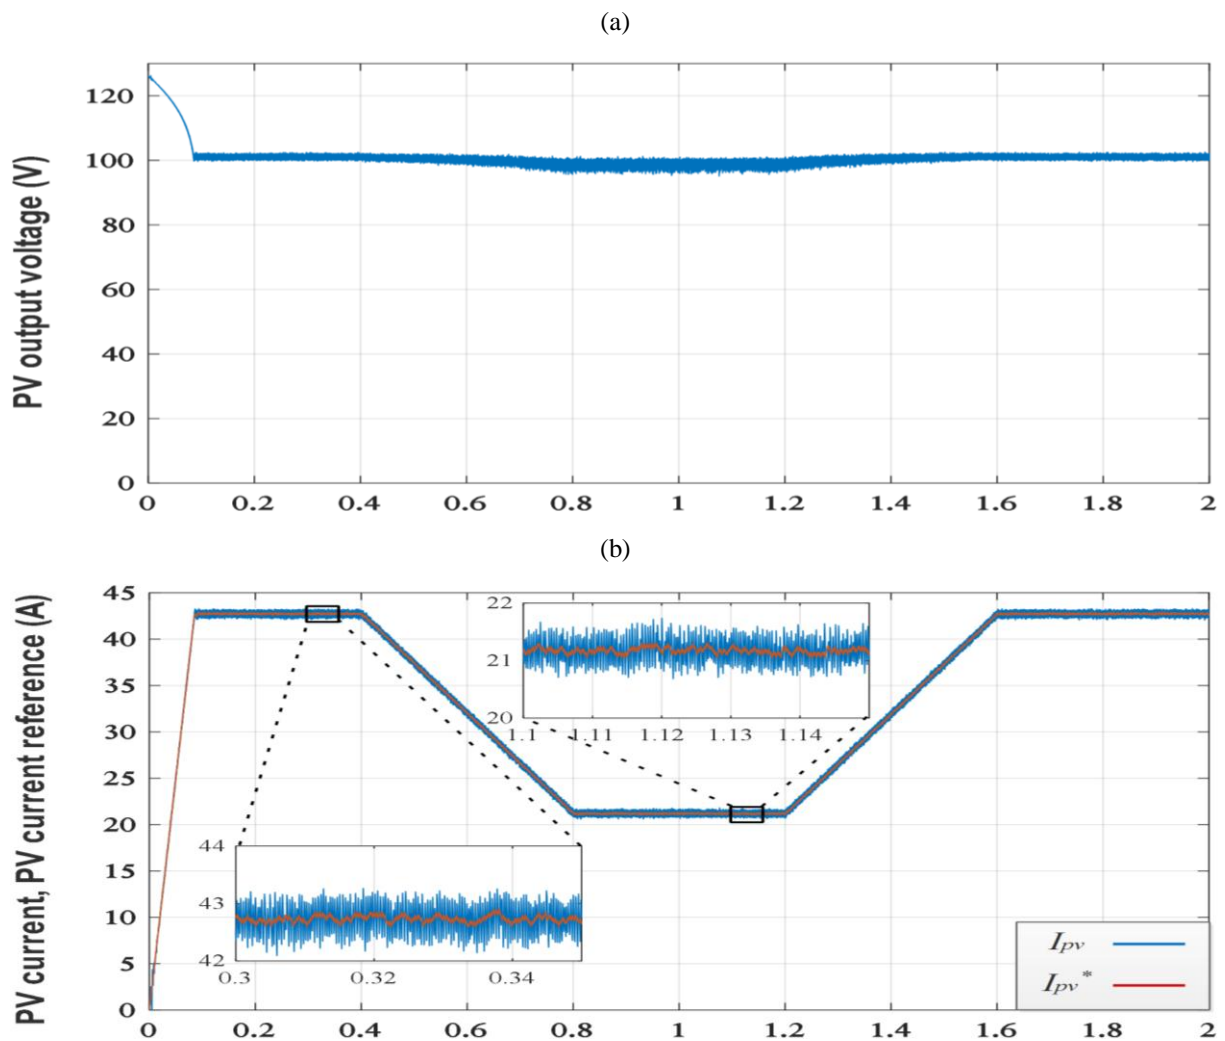 (a)
PV output voltage (V)
120
100
80
60
40
20
0
0 0.2 0.4 0.6 0.8 1 1.2 1.4 1.6 1.8 2
(b)
PV current, PV current reference (A)
45
40
35
30
25
20
15
10
5
0
22
21
20
1.1 1.11 1.12 1.13 1.14
44
43
42
0.3 0.32 0.34
Ipv
Ipv*
0 0.2 0.4 0.6 0.8 1 1.2 1.4 1.6 1.8 2